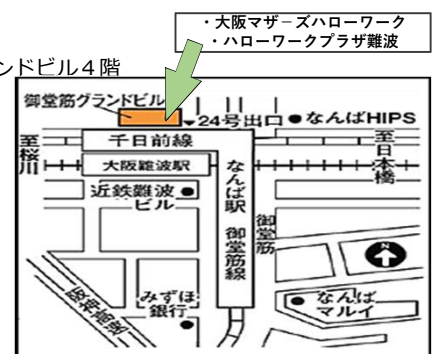 ・大阪マザーズハローワーク
・ハローワークプラザ難波
ンドビル４階
御堂筋グランドビル
24号出口
なんばHIPS
至桜川
千日前線
至日本橋
大阪難波駅
なんば駅
御堂筋線
近鉄難波
ビル
御堂筋
阪神高速
みずほ
銀行
なんば
マルイ